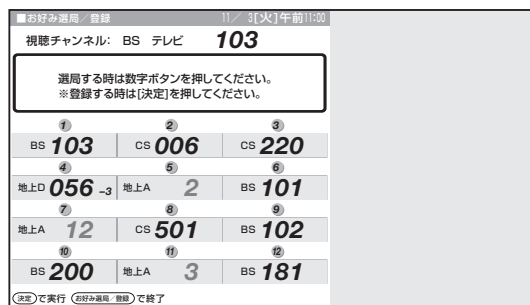 ■お好み選局／登録 11／ 3[火]午前11:00
視聴チャンネル: BS テレビ 103
選局する時は数字ボタンを押してください。
※登録する時は[決定]を押してください。
1 2 3
BS 103 CS 006 CS 220
4 5 6
地上D 056 -3 地上A 2 BS 101
7 8 9
地上A 12 CS 501 BS 102
10 11 12
BS 200 地上A 3 BS 181
決定で実行 お好み選局／登録で終了